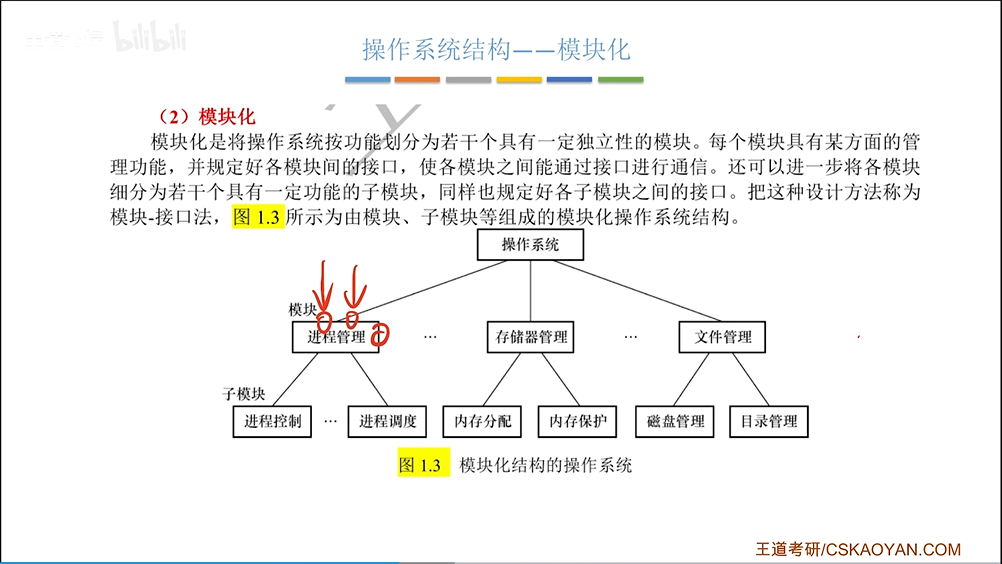 bilibili
操作系统结构——模块化
（2）模块化
模块化是将操作系统按功能划分为若干个具有一定独立性的模块。每个模块具有某方面的管
理功能，并规定好各模块间的接口，使各模块之间能通过接口进行通信。还可以进一步将各模块
细分为若干个具有一定功能的子模块，同样也规定好各子模块之间的接口。把这种设计方法称为
模块-接口法，图 1.3 所示为由模块、子模块等组成的模块化操作系统结构。
操作系统
模块
进程管理 … 存储器管理 … 文件管理
子模块
进程控制 … 进程调度 内存分配 内存保护 磁盘管理 目录管理
图 1.3 模块化结构的操作系统
王道考研/CSKAOYAN.COM